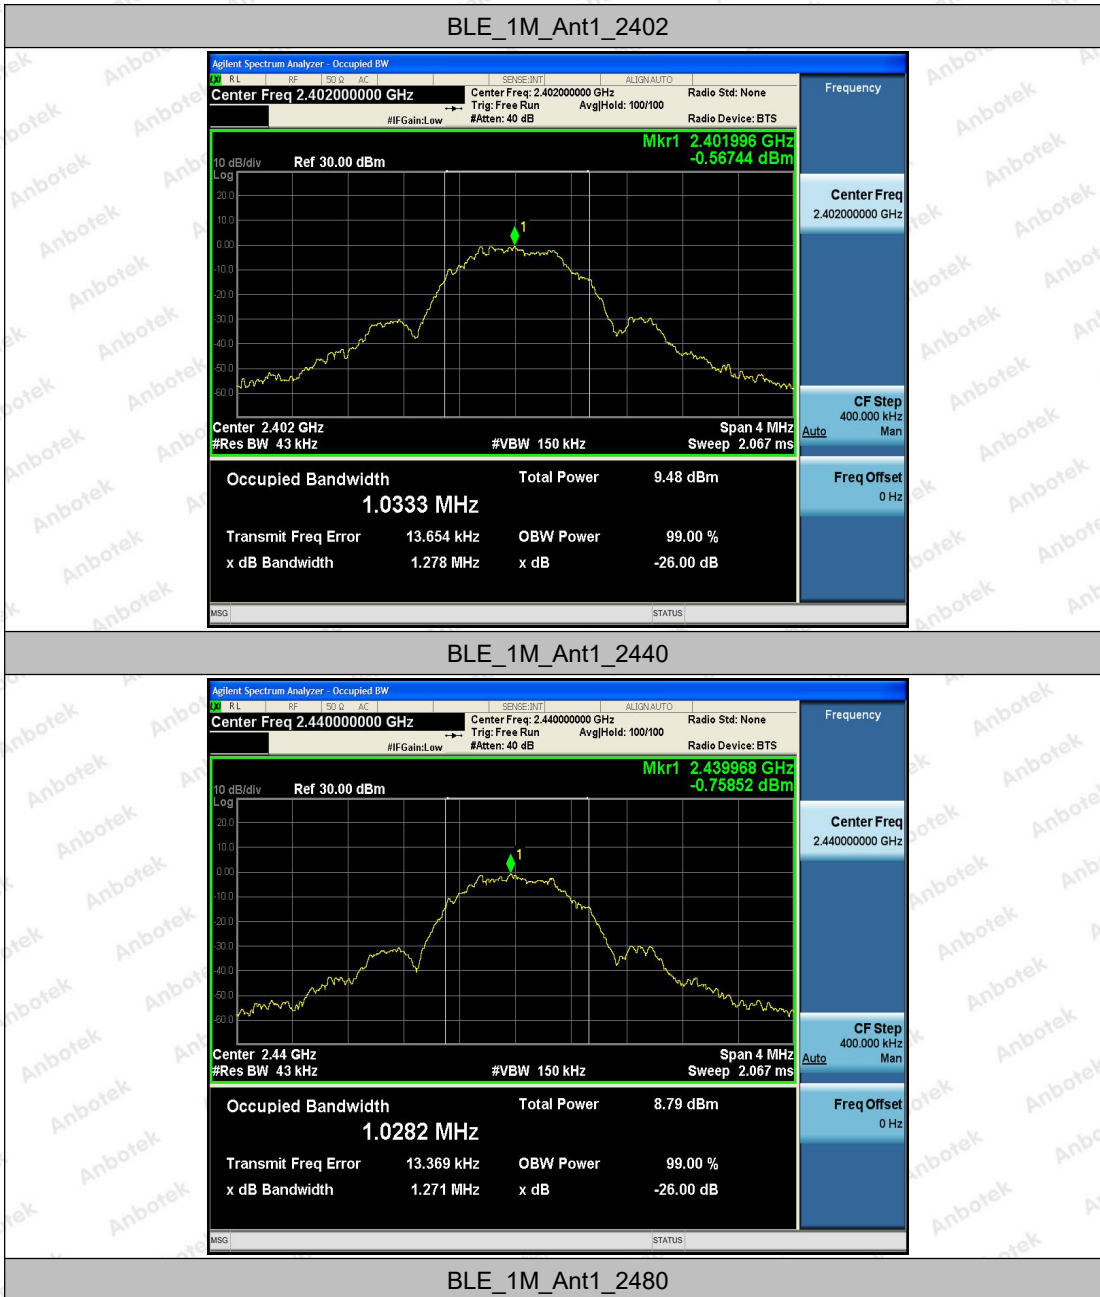 BLE_1M_Ant1_2402
Agilent Spectrum Analyzer - Occupied BW
RL RF 50 Ω AC SENSE:INT ALIGNAUTO
Center Freq 2.402000000 GHz
Center Freq: 2.402000000 GHz Radio Std: None
Trig: Free Run Avg|Hold: 100/100
#IFGain:Low #Atten: 40 dB Radio Device: BTS
Frequency
Mkr1 2.401996 GHz
-0.56744 dBm
10 dB/div Ref 30.00 dBm
Log
20.0
10.0
0.00
-10.0
-20.0
-30.0
-40.0
-50.0
-60.0
1
Center Freq
2.402000000 GHz
Center 2.402 GHz Span 4 MHz
#Res BW 43 kHz #VBW 150 kHz Sweep 2.067 ms
CF Step
400.000 kHz
Auto Man
Freq Offset
0 Hz
Occupied Bandwidth Total Power 9.48 dBm
1.0333 MHz
Transmit Freq Error 13.654 kHz OBW Power 99.00 %
x dB Bandwidth 1.278 MHz x dB -26.00 dB
MSG STATUS
BLE_1M_Ant1_2440
Agilent Spectrum Analyzer - Occupied BW
RL RF 50 Ω AC SENSE:INT ALIGNAUTO
Center Freq 2.440000000 GHz
Center Freq: 2.440000000 GHz Radio Std: None
Trig: Free Run Avg|Hold: 100/100
#IFGain:Low #Atten: 40 dB Radio Device: BTS
Frequency
Mkr1 2.439968 GHz
-0.75852 dBm
10 dB/div Ref 30.00 dBm
Log
20.0
10.0
0.00
-10.0
-20.0
-30.0
-40.0
-50.0
-60.0
1
Center Freq
2.440000000 GHz
Center 2.44 GHz Span 4 MHz
#Res BW 43 kHz #VBW 150 kHz Sweep 2.067 ms
CF Step
400.000 kHz
Auto Man
Freq Offset
0 Hz
Occupied Bandwidth Total Power 8.79 dBm
1.0282 MHz
Transmit Freq Error 13.369 kHz OBW Power 99.00 %
x dB Bandwidth 1.271 MHz x dB -26.00 dB
MSG STATUS
BLE_1M_Ant1_2480